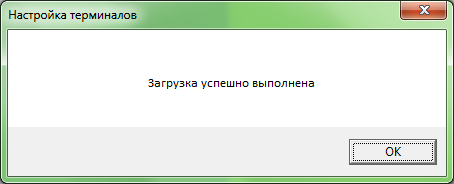 Настройка терминалов
Загрузка успешно выполнена
OK